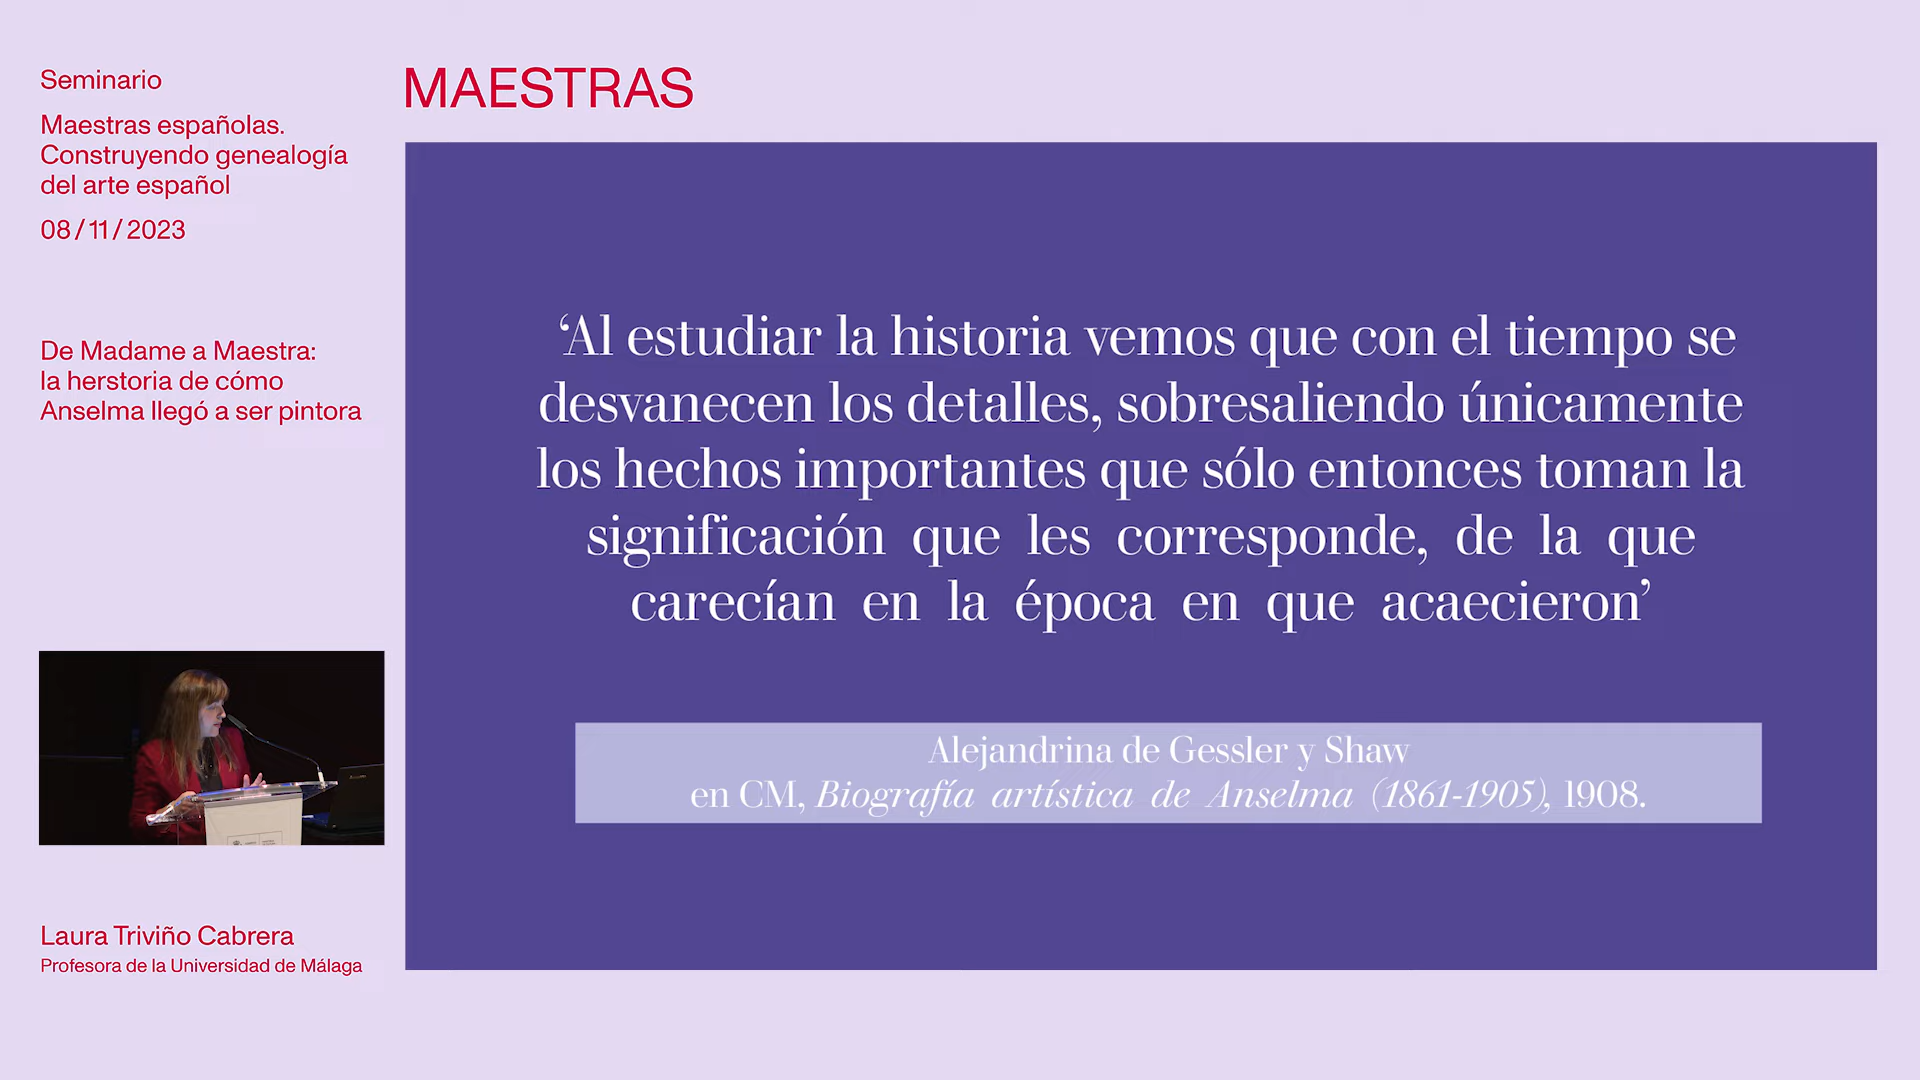 Seminario
Maestras españolas.
Construyendo genealogía
del arte español
08/11/2023
De Madame a Maestra:
la herstoria de cómo
Anselma llegó a ser pintora
Laura Triviño Cabrera
Profesora de la Universidad de Málaga
MAESTRAS
‘Al estudiar la historia vemos que con el tiempo se
desvanecen los detalles, sobresaliendo únicamente
los hechos importantes que sólo entonces toman la
significación que les corresponde, de la que
carecían en la época en que acaecieron’
Alejandrina de Gessler y Shaw
en CM, Biografía artística de Anselma (1861-1905), 1908.